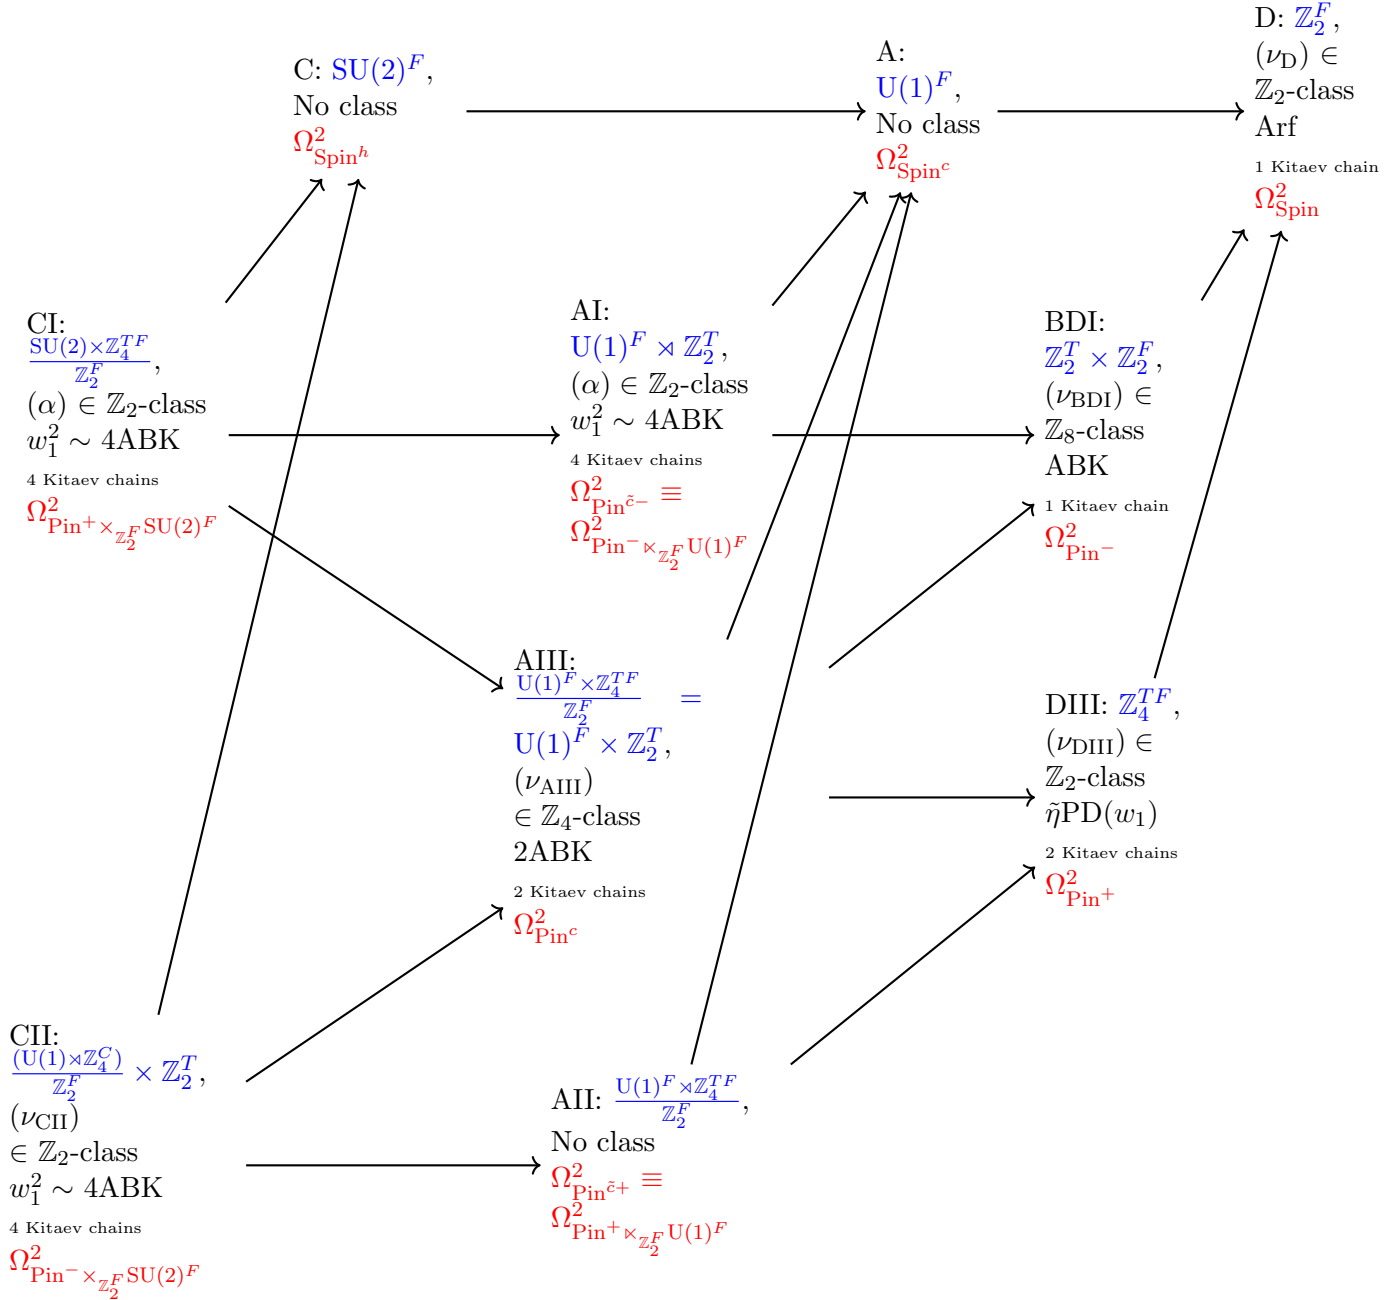 C: SU(2)^F,
No class
Ω^2_{Spin^h}
A:
U(1)^F,
No class
Ω^2_{Spin^c}
D: ℤ_2^F,
(ν_D) ∈
ℤ_2-class
Arf
1 Kitaev chain
Ω^2_{Spin}
CI:
\frac{SU(2)×ℤ_4^{TF}}{ℤ_2^F},
(α) ∈ ℤ_2-class
w_1^2 ∼ 4ABK
4 Kitaev chains
Ω^2_{Pin^+ ×_{ℤ_2^F} SU(2)^F}
AI:
U(1)^F ⋊ ℤ_2^T,
(α) ∈ ℤ_2-class
w_1^2 ∼ 4ABK
4 Kitaev chains
Ω^2_{Pin^{c̃−}} ≡
Ω^2_{Pin^− ⋉_{ℤ_2^F} U(1)^F}
BDI:
ℤ_2^T × ℤ_2^F,
(ν_BDI) ∈
ℤ_8-class
ABK
1 Kitaev chain
Ω^2_{Pin^−}
AIII:
\frac{U(1)^F×ℤ_4^{TF}}{ℤ_2^F} =
U(1)^F × ℤ_2^T,
(ν_AIII)
∈ ℤ_4-class
2ABK
2 Kitaev chains
Ω^2_{Pin^c}
DIII: ℤ_4^{TF},
(ν_DIII) ∈
ℤ_2-class
η̃PD(w_1)
2 Kitaev chains
Ω^2_{Pin^+}
CII:
\frac{(U(1)⋊ℤ_4^C)}{ℤ_2^F} × ℤ_2^T,
(ν_CII)
∈ ℤ_2-class
w_1^2 ∼ 4ABK
4 Kitaev chains
Ω^2_{Pin^− ×_{ℤ_2^F} SU(2)^F}
AII: \frac{U(1)^F⋊ℤ_4^{TF}}{ℤ_2^F},
No class
Ω^2_{Pin^{c̃+}} ≡
Ω^2_{Pin^+ ⋉_{ℤ_2^F} U(1)^F}